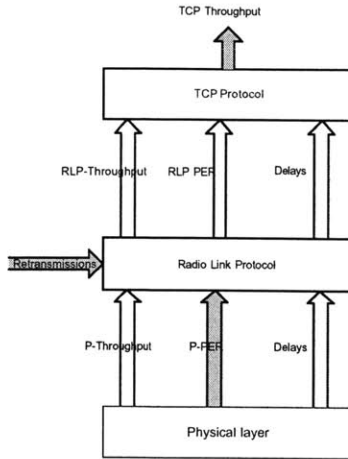 TCP Throughput
TCP Protocol
RLP-Throughput RLP PER Delays
Retransmissions Radio Link Protocol
P-Throughput P-PER Delays
Physical layer